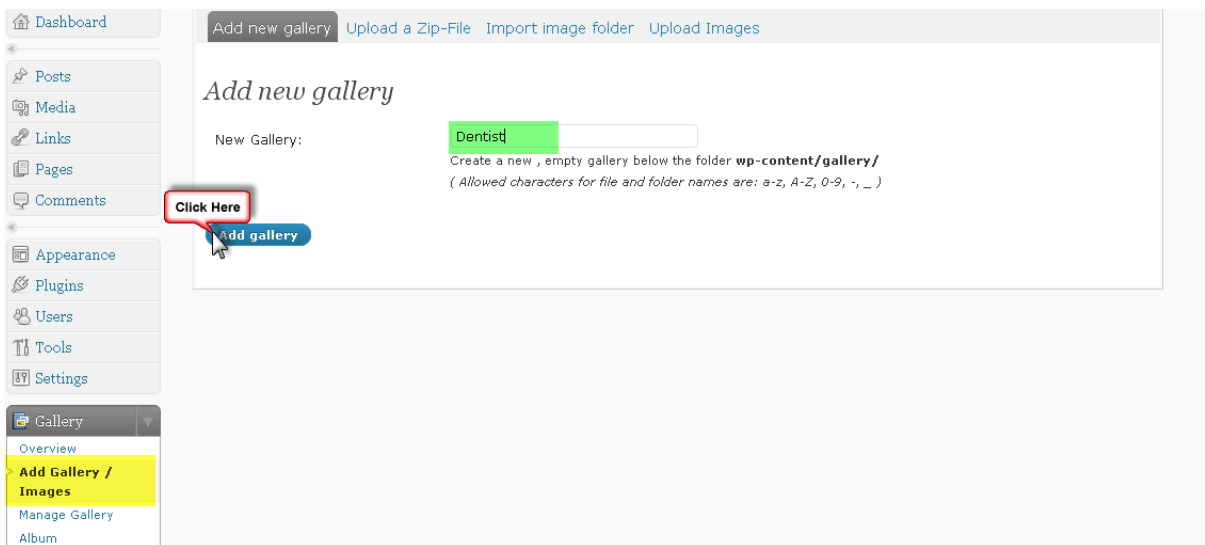 Dashboard
Add new gallery Upload a Zip-File Import image folder Upload Images
Posts
Media
Links
Pages
Comments
Appearance
Plugins
Users
Tools
Settings
Gallery
Overview
Add Gallery /
Images
Manage Gallery
Album
Add new gallery
New Gallery: Dentist
Create a new , empty gallery below the folder wp-content/gallery/
( Allowed characters for file and folder names are: a-z, A-Z, 0-9, -, _ )
Click Here
Add gallery